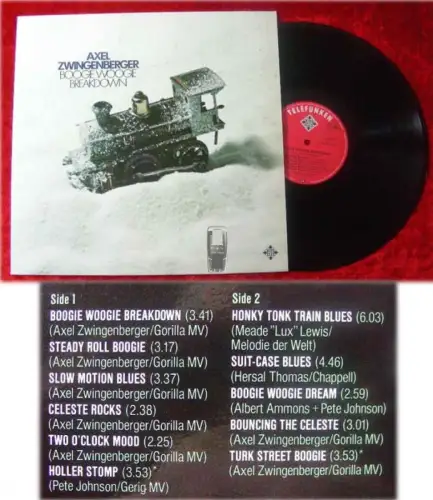 AXEL
ZWINGENBERGER
BOOGIE WOOGIE
BREAKDOWN
TELEFUNKEN
Side 1
BOOGIE WOOGIE BREAKDOWN (3.41)
(Axel Zwingenberger/Gorilla MV)
STEADY ROLL BOOGIE (3.17)
(Axel Zwingenberger/Gorilla MV)
SLOW MOTION BLUES (3.37)
(Axel Zwingenberger/Gorilla MV)
CELESTE ROCKS (2.38)
(Axel Zwingenberger/Gorilla MV)
TWO O'CLOCK MOOD (2.25)
(Axel Zwingenberger/Gorilla MV)
HOLLER STOMP (3.53)*
(Pete Johnson/Gerig MV)
Side 2
HONKY TONK TRAIN BLUES (6.03)
(Meade "Lux" Lewis/
Melodie der Welt)
SUIT-CASE BLUES (4.46)
(Hersal Thomas/Chappell)
BOOGIE WOOGIE DREAM (2.59)
(Albert Ammons + Pete Johnson)
BOUNCING THE CELESTE (3.01)
(Axel Zwingenberger/Gorilla MV)
TURK STREET BOOGIE (3.53)*
(Axel Zwingenberger/Gorilla MV)